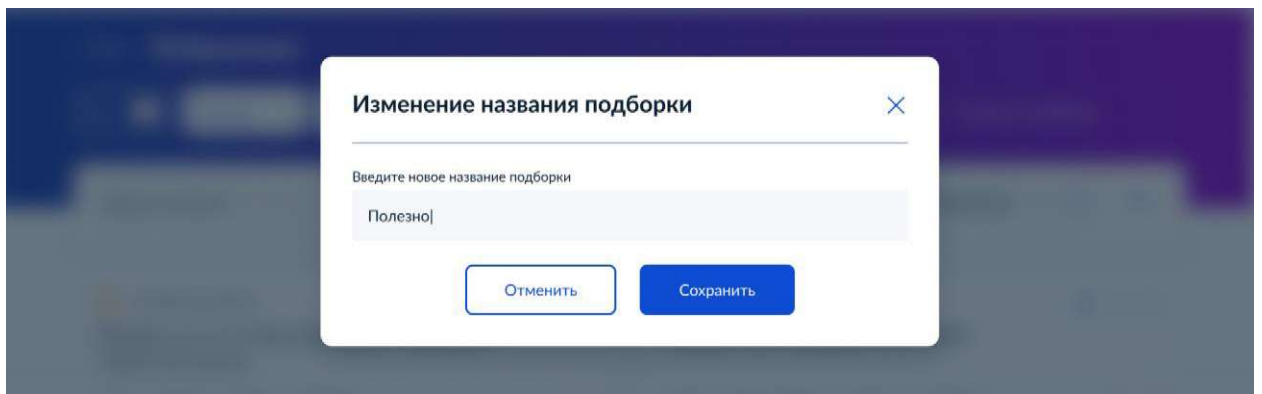 Изменение названия подборки
Введите новое название подборки
Полезно
Отменить
Сохранить